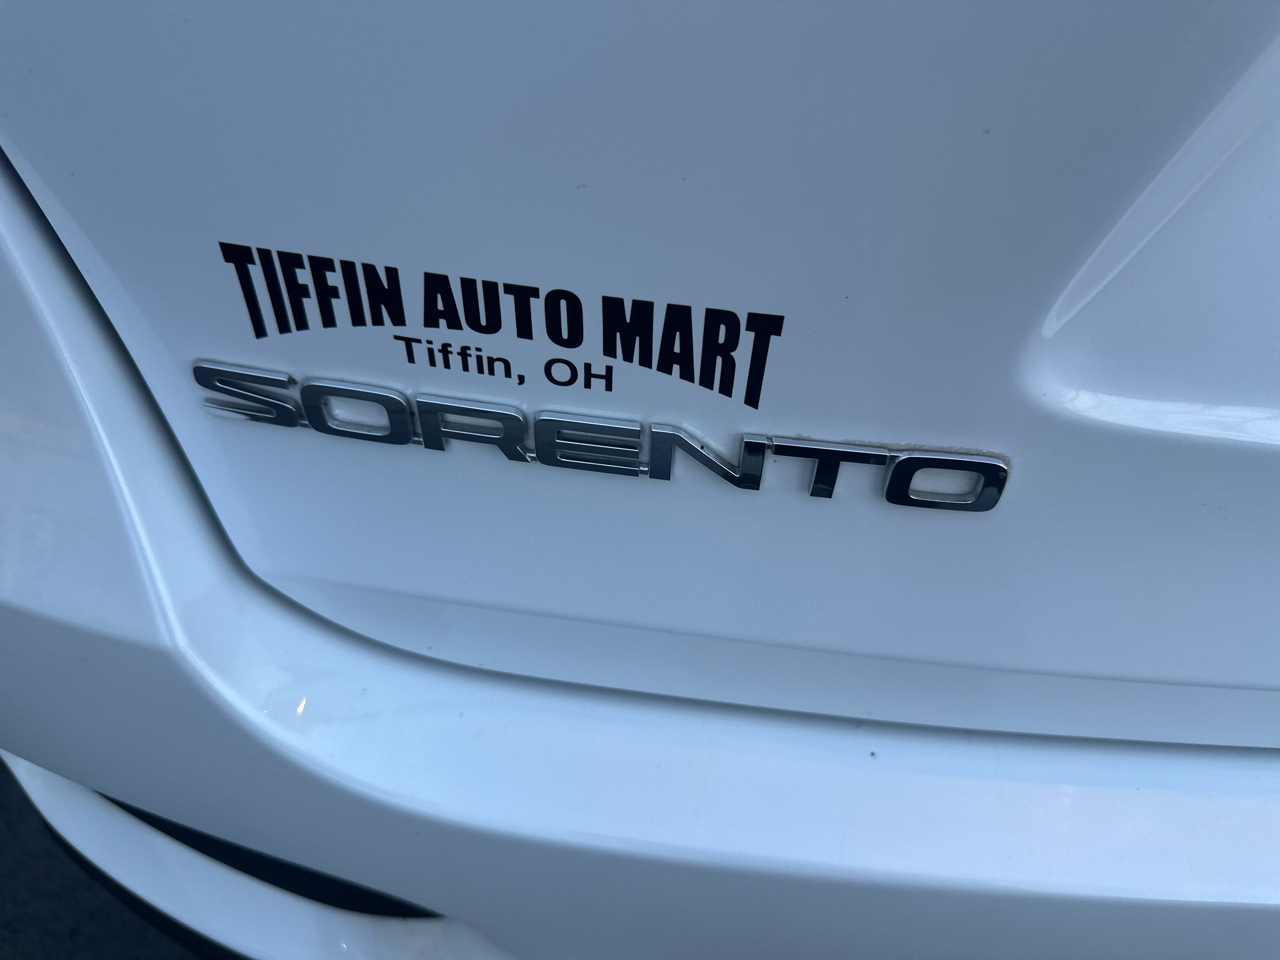 TIFFIN AUTO MART
Tiffin, OH
SORENTO